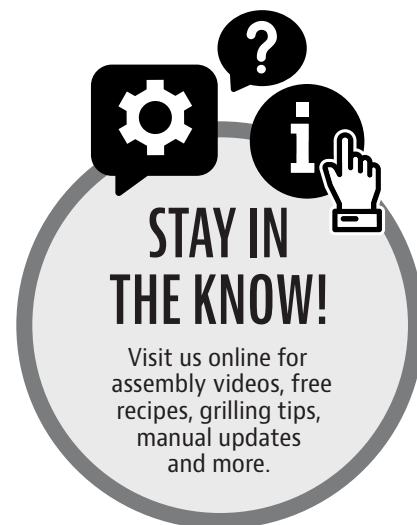 ?
i
STAY IN
THE KNOW!
Visit us online for
assembly videos, free
recipes, grilling tips,
manual updates
and more.